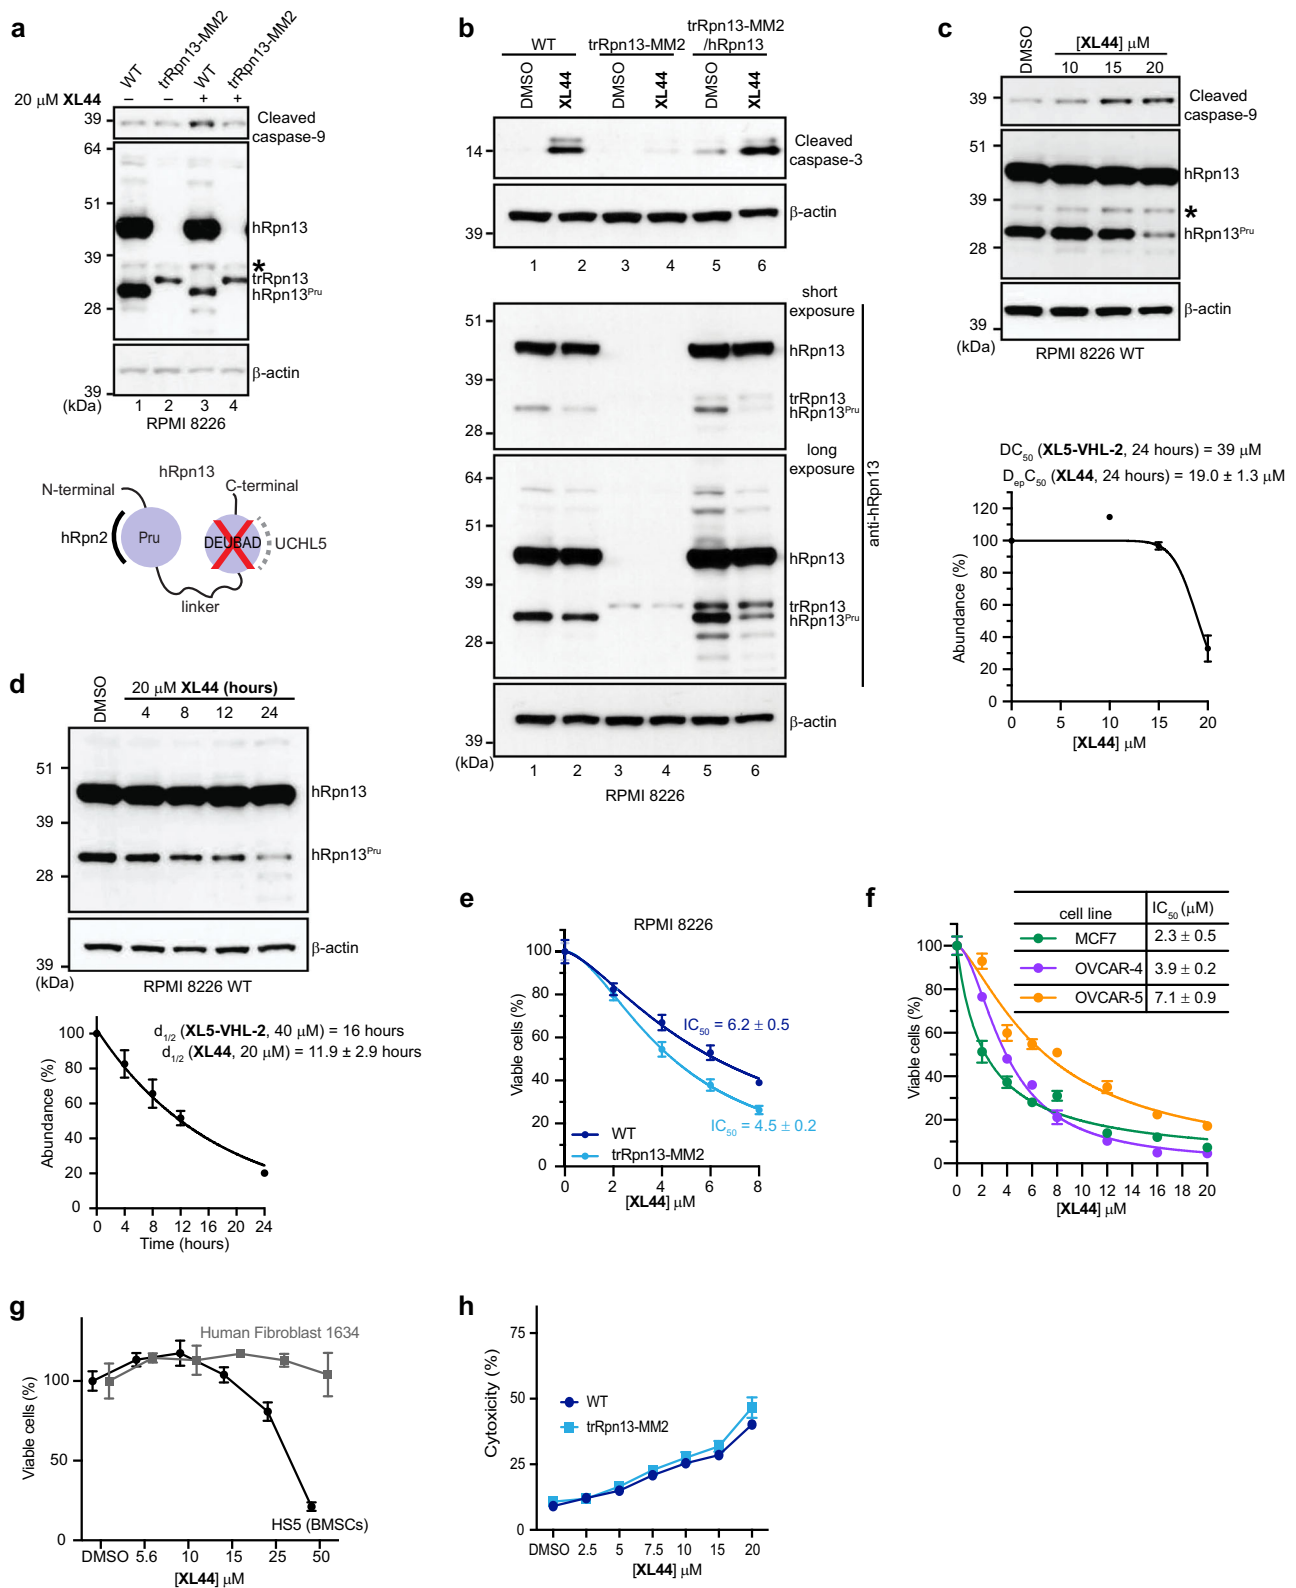 a
WT
trRpn13-MM2
WT
trRpn13-MM2
20 μM XL44 – – + +
39
Cleaved
caspase-9
64
51
hRpn13
39
*
trRpn13
hRpn13Pru
28
β-actin
39
(kDa)
1 2 3 4
RPMI 8226
hRpn13
N-terminal
C-terminal
hRpn2
Pru
DEUBAD
UCHL5
linker
b
WT
trRpn13-MM2
trRpn13-MM2
/hRpn13
DMSO
XL44
DMSO
XL44
DMSO
XL44
14
Cleaved
caspase-3
β-actin
39
1 2 3 4 5 6
short
exposure
51
hRpn13
39
trRpn13
hRpn13Pru
28
long
exposure
64
51
hRpn13
39
trRpn13
hRpn13Pru
28
anti-hRpn13
β-actin
39
(kDa)
1 2 3 4 5 6
RPMI 8226
c
DMSO
[XL44] μM
10 15 20
39
Cleaved
caspase-9
51
hRpn13
39
*
hRpn13Pru
28
β-actin
39
(kDa)
RPMI 8226 WT
DC50 (XL5-VHL-2, 24 hours) = 39 μM
DepC50 (XL44, 24 hours) = 19.0 ± 1.3 μM
Abundance (%)
120
100
80
60
40
20
0
0 5 10 15 20
[XL44] μM
d
DMSO
20 μM XL44 (hours)
4 8 12 24
51
hRpn13
39
hRpn13Pru
28
β-actin
39
(kDa)
RPMI 8226 WT
d1/2 (XL5-VHL-2, 40 μM) = 16 hours
d1/2 (XL44, 20 μM) = 11.9 ± 2.9 hours
Abundance (%)
100
80
60
40
20
0
0 4 8 12 16 20 24
Time (hours)
e
RPMI 8226
Viable cells (%)
100
80
60
40
20
0
IC50 = 6.2 ± 0.5
IC50 = 4.5 ± 0.2
WT
trRpn13-MM2
0 2 4 6 8
[XL44] μM
f
cell line IC50 (μM)
MCF7 2.3 ± 0.5
OVCAR-4 3.9 ± 0.2
OVCAR-5 7.1 ± 0.9
Viable cells (%)
100
80
60
40
20
0
0 2 4 6 8 10 12 14 16 18 20
[XL44] μM
g
Human Fibroblast 1634
Viable cells (%)
100
50
0
HS5 (BMSCs)
DMSO 5.6 10 15 25 50
[XL44] μM
h
Cytoxicity (%)
75
50
25
0
WT
trRpn13-MM2
DMSO 2.5 5 7.5 10 15 20
[XL44] μM